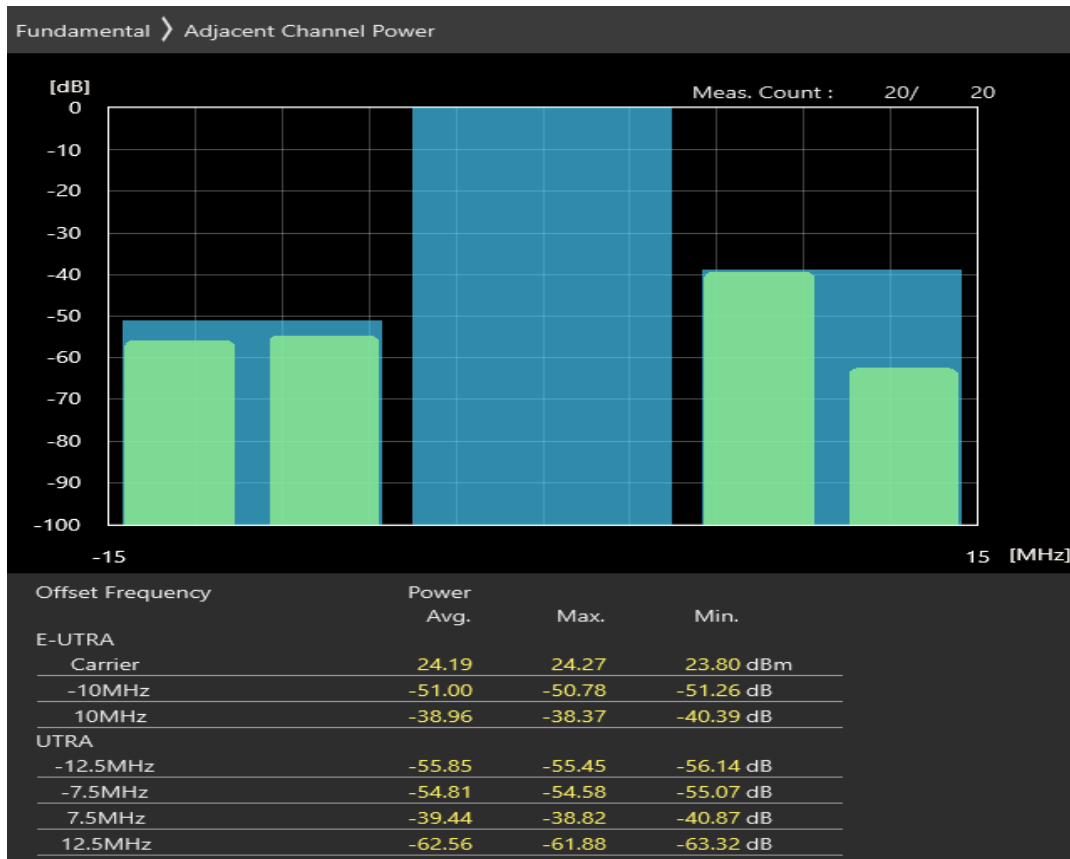 Fundamental ❯ Adjacent Channel Power
[dB]
Meas. Count : 20/ 20
0
-10
-20
-30
-40
-50
-60
-70
-80
-90
-100
-15 15 [MHz]
Offset Frequency Power
Avg. Max. Min.
E-UTRA
Carrier 24.19 24.27 23.80 dBm
-10MHz -51.00 -50.78 -51.26 dB
10MHz -38.96 -38.37 -40.39 dB
UTRA
-12.5MHz -55.85 -55.45 -56.14 dB
-7.5MHz -54.81 -54.58 -55.07 dB
7.5MHz -39.44 -38.82 -40.87 dB
12.5MHz -62.56 -61.88 -63.32 dB